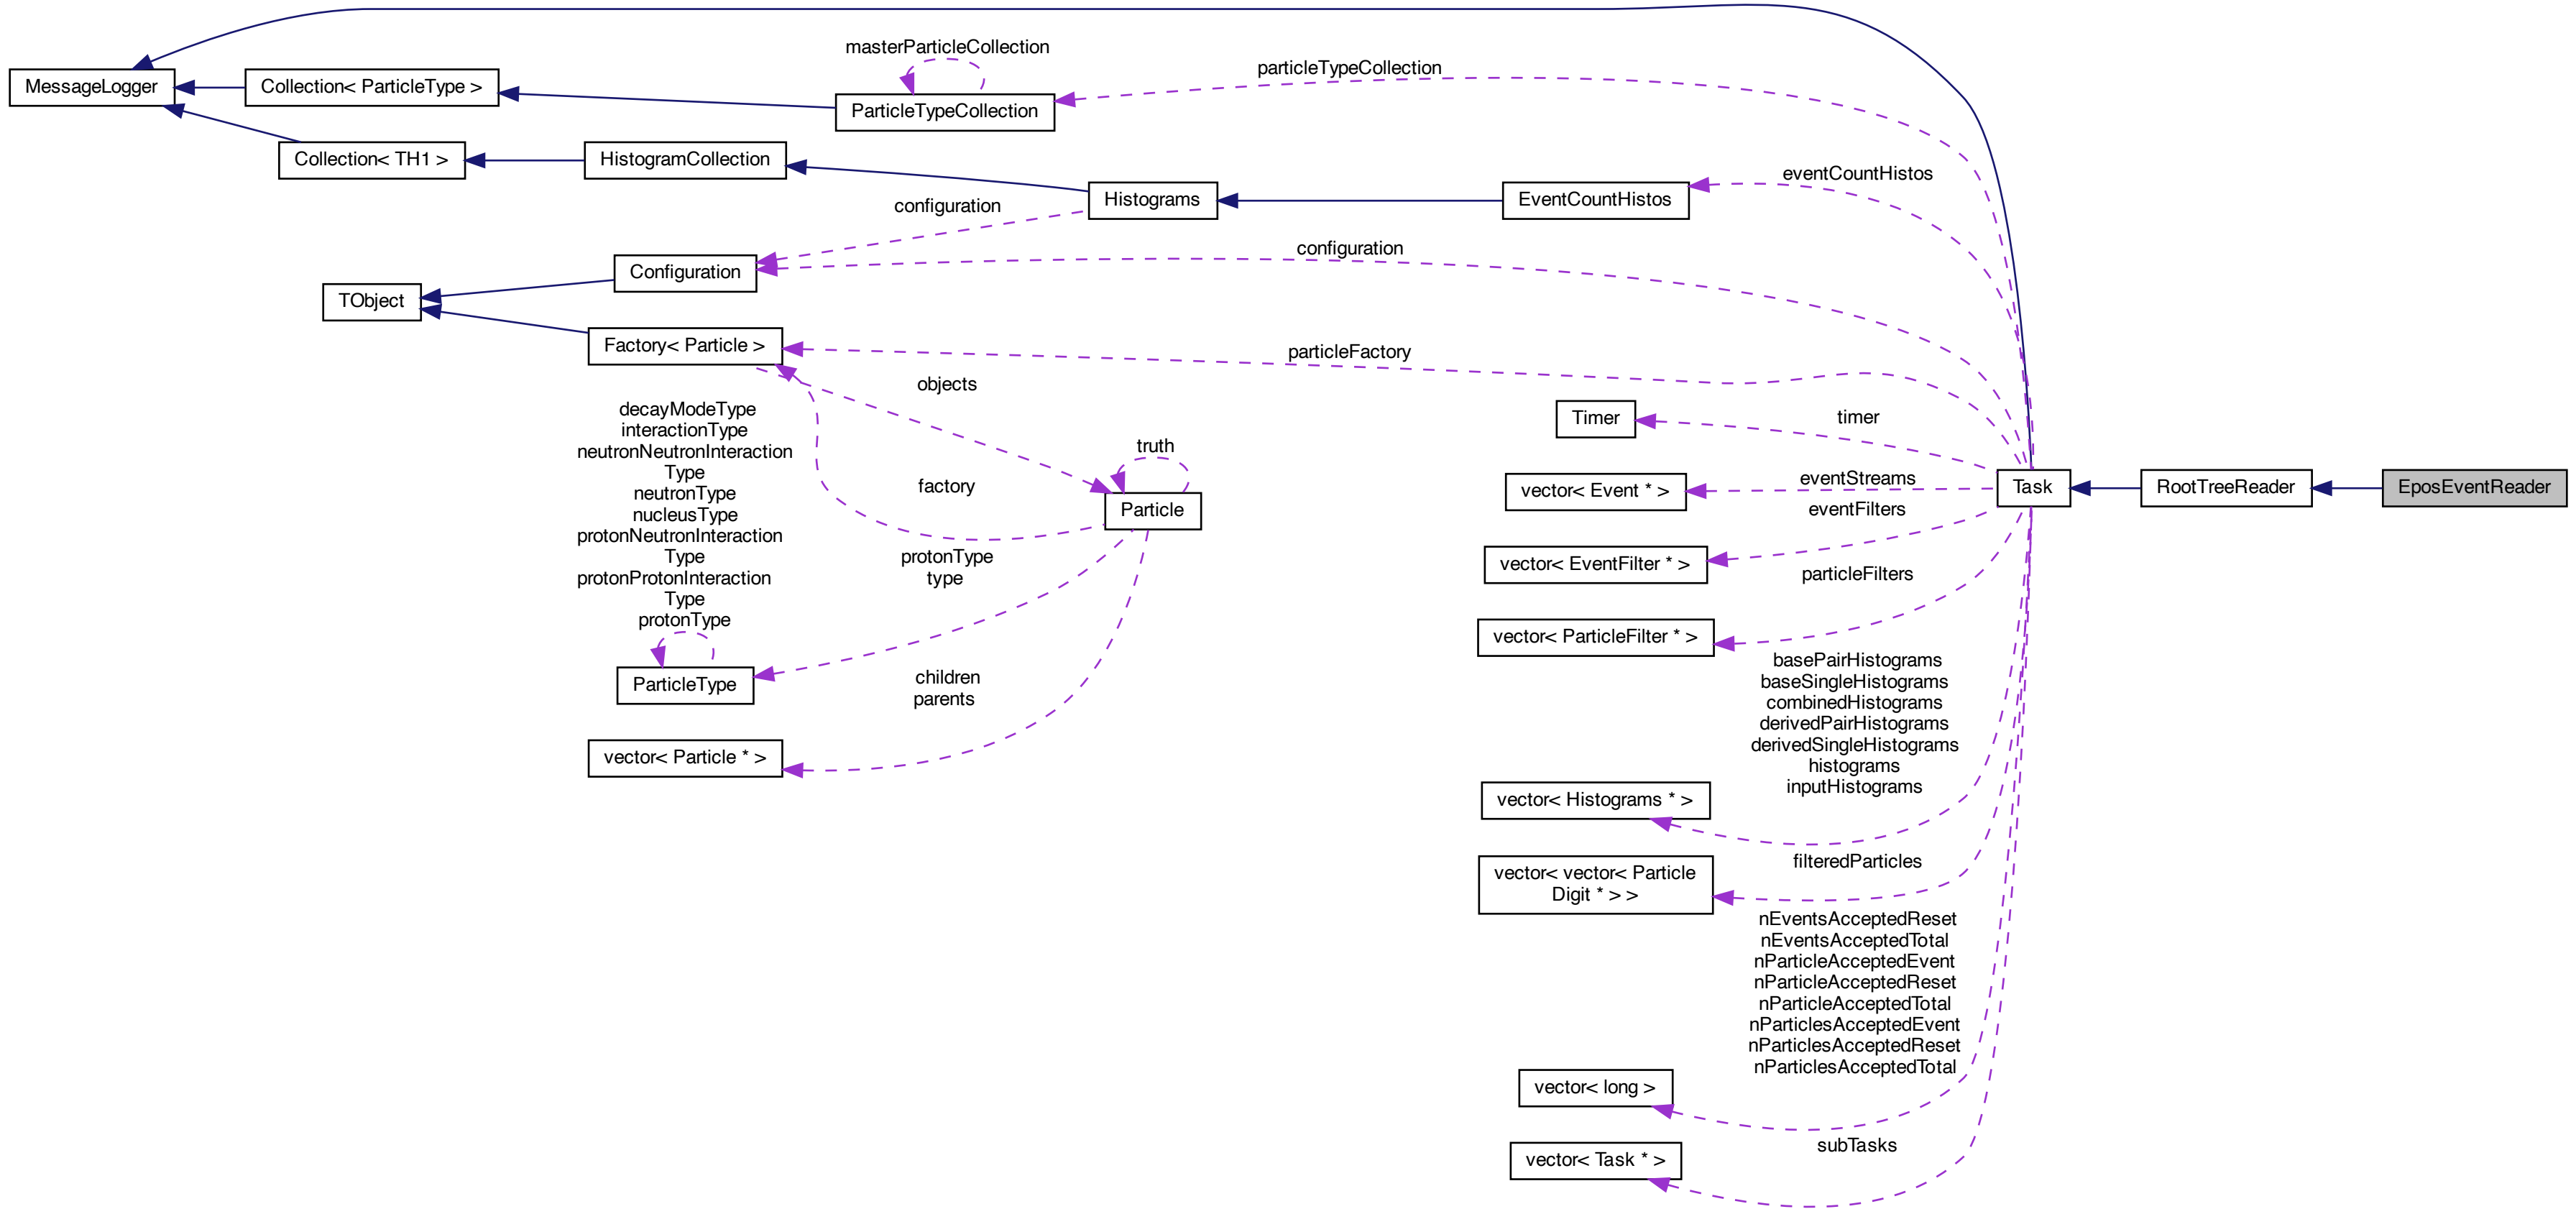 masterParticleCollection
particleTypeCollection
MessageLogger
Collection< ParticleType >
ParticleTypeCollection
Collection< TH1 >
HistogramCollection
eventCountHistos
Histograms
EventCountHistos
configuration
configuration
Configuration
TObject
Factory< Particle >
particleFactory
objects
decayModeType
interactionType
neutronNeutronInteraction
Type
neutronType
nucleusType
protonNeutronInteraction
Type
protonProtonInteraction
Type
protonType
truth
factory
Particle
protonType
type
ParticleType
children
parents
vector< Particle * >
Timer
timer
vector< Event * >
eventStreams
Task
RootTreeReader
EposEventReader
eventFilters
vector< EventFilter * >
particleFilters
vector< ParticleFilter * >
basePairHistograms
baseSingleHistograms
combinedHistograms
derivedPairHistograms
derivedSingleHistograms
histograms
inputHistograms
vector< Histograms * >
filteredParticles
vector< vector< Particle
Digit * > >
nEventsAcceptedReset
nEventsAcceptedTotal
nParticleAcceptedEvent
nParticleAcceptedReset
nParticleAcceptedTotal
nParticlesAcceptedEvent
nParticlesAcceptedReset
nParticlesAcceptedTotal
vector< long >
subTasks
vector< Task * >